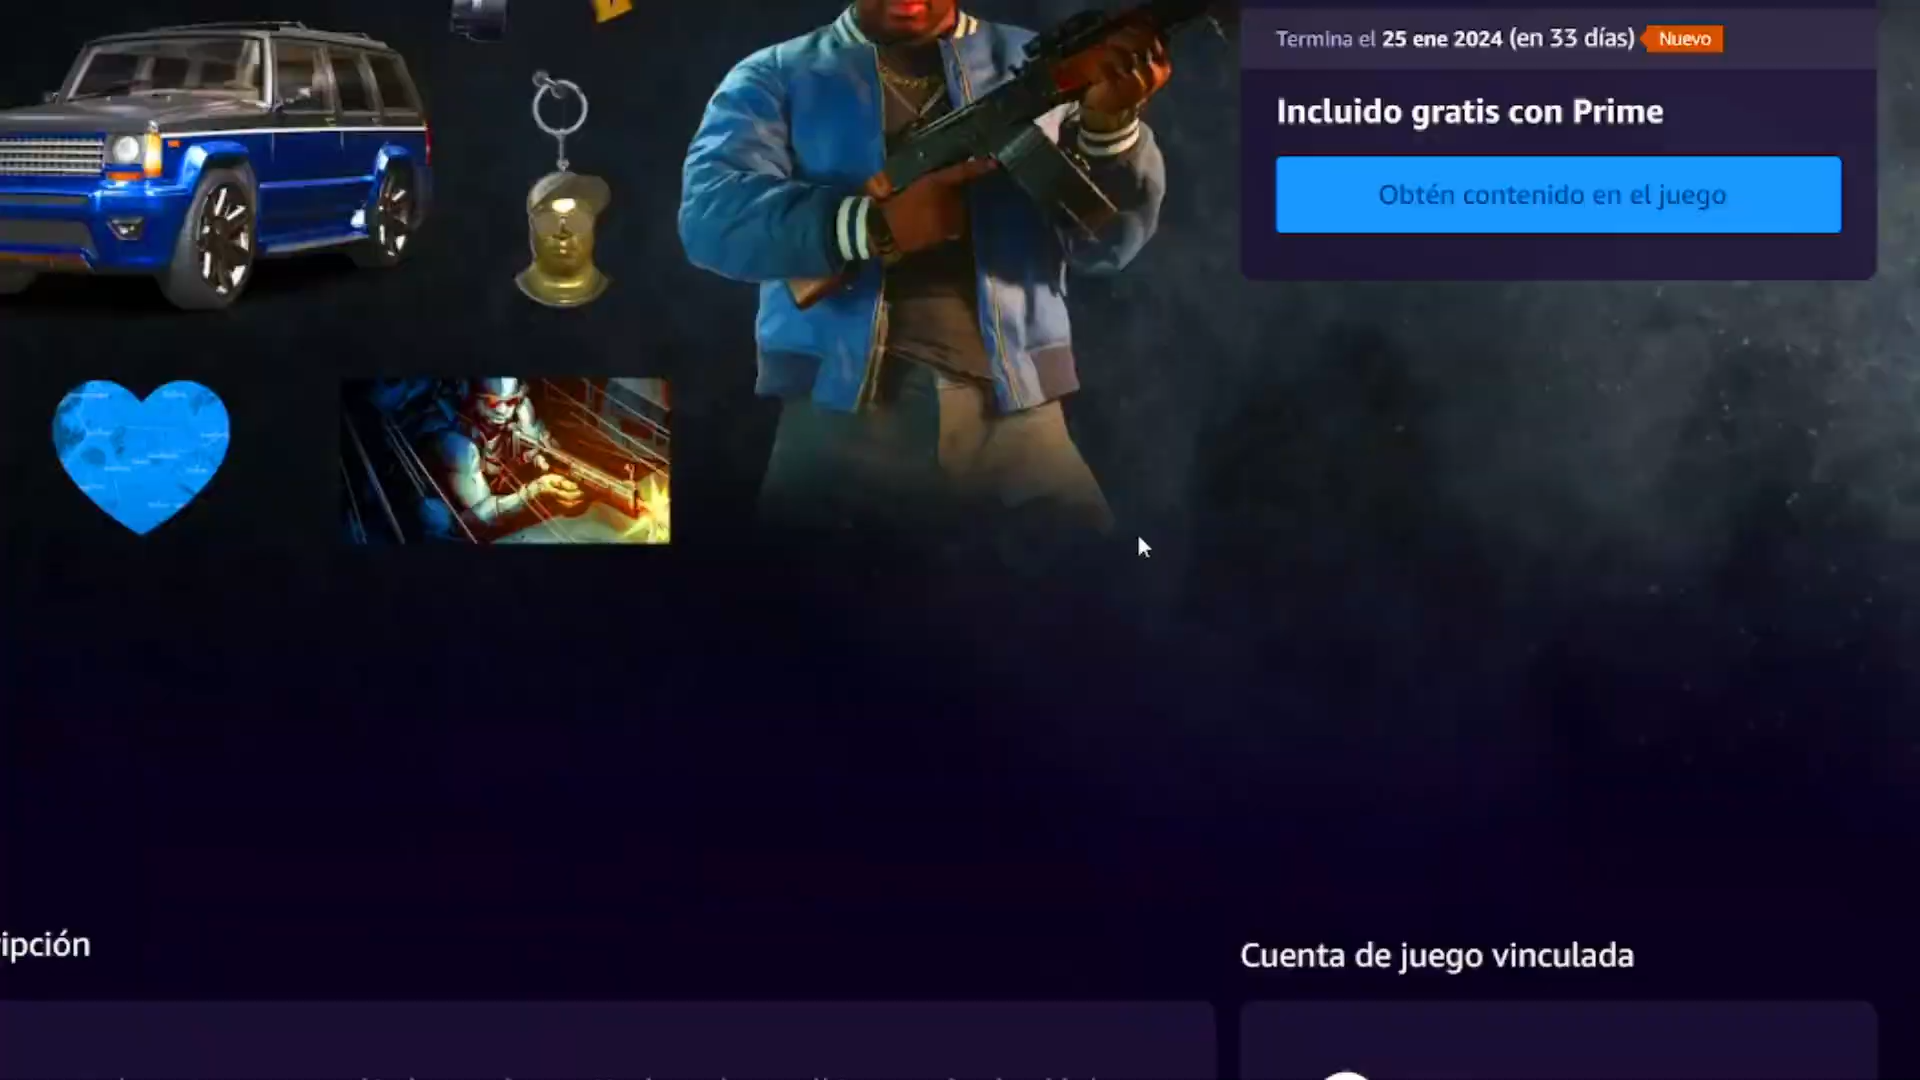 Termina el 25 ene 2024 (en 33 días) Nuevo
Incluido gratis con Prime
Obtén contenido en el juego
ipción
Cuenta de juego vinculada